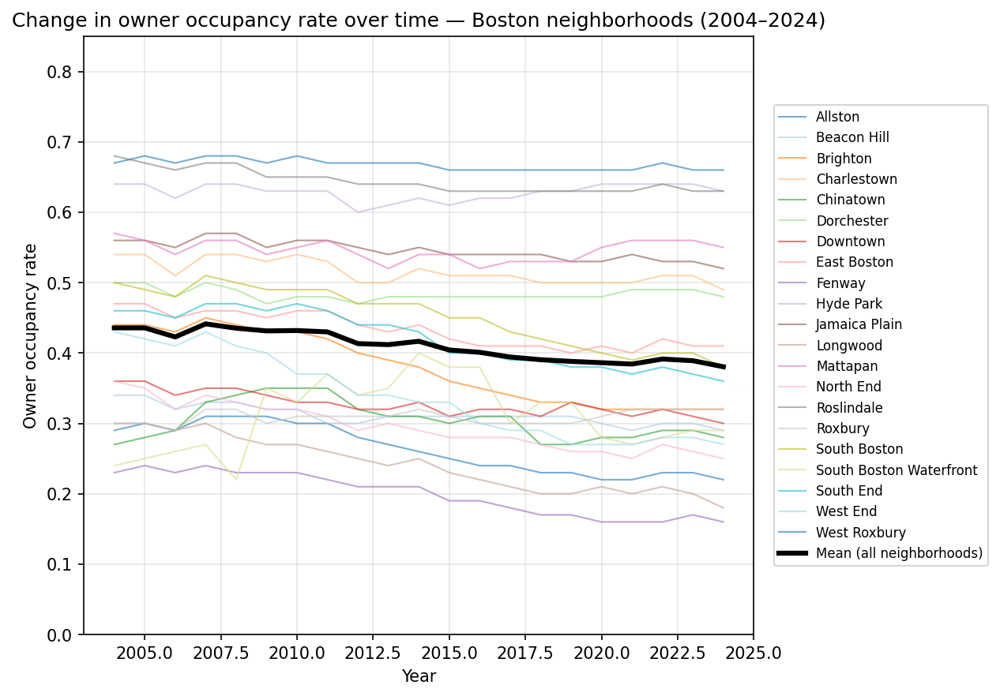 Change in owner occupancy rate over time — Boston neighborhoods (2004–2024)
Owner occupancy rate
0.8
0.7
0.6
0.5
0.4
0.3
0.2
0.1
0.0
2005.0 2007.5 2010.0 2012.5 2015.0 2017.5 2020.0 2022.5 2025.0
Year
Allston
Beacon Hill
Brighton
Charlestown
Chinatown
Dorchester
Downtown
East Boston
Fenway
Hyde Park
Jamaica Plain
Longwood
Mattapan
North End
Roslindale
Roxbury
South Boston
South Boston Waterfront
South End
West End
West Roxbury
Mean (all neighborhoods)